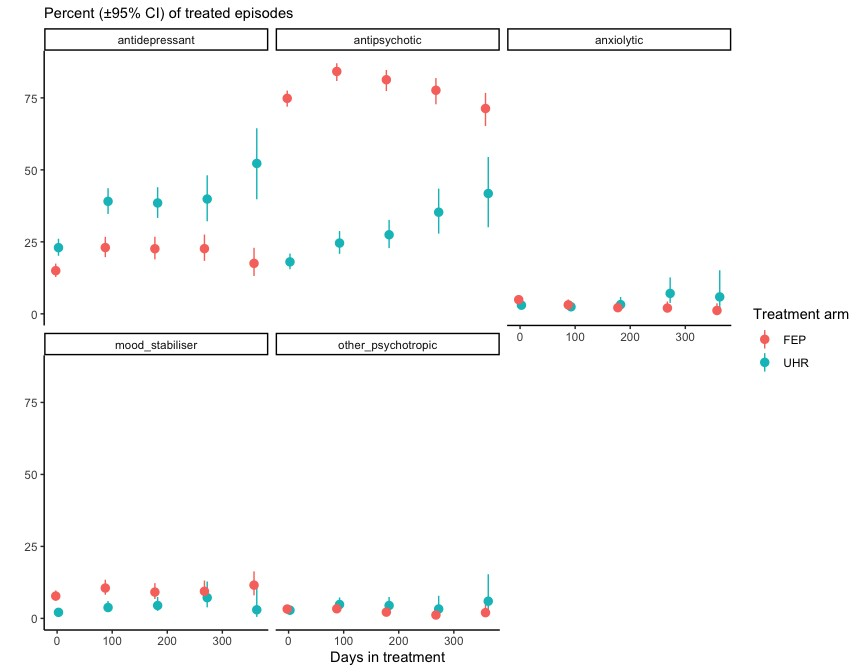 Percent (±95% CI) of treated episodes
antidepressant
antipsychotic
anxiolytic
75
50
25
0
0 100 200 300
Treatment arm
FEP
UHR
mood_stabiliser
other_psychotropic
75
50
25
0
0 100 200 300
0 100 200 300
Days in treatment